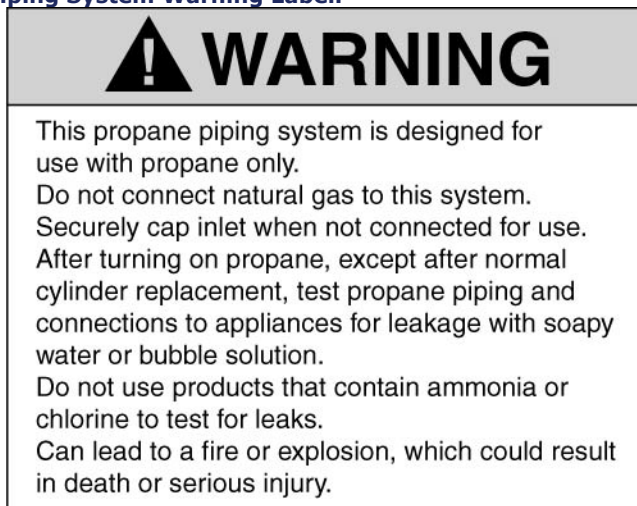 iping System Warning Label:
WARNING
This propane piping system is designed for
use with propane only.
Do not connect natural gas to this system.
Securely cap inlet when not connected for use.
After turning on propane, except after normal
cylinder replacement, test propane piping and
connections to appliances for leakage with soapy
water or bubble solution.
Do not use products that contain ammonia or
chlorine to test for leaks.
Can lead to a fire or explosion, which could result
in death or serious injury.